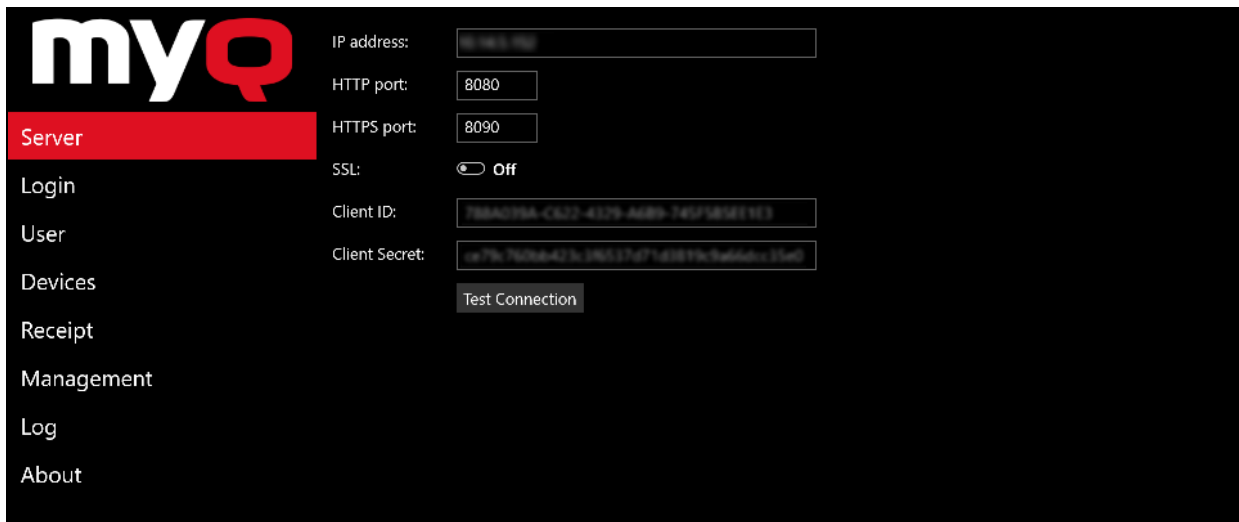 myQ
Server
Login
User
Devices
Receipt
Management
Log
About
IP address:
HTTP port: 8080
HTTPS port: 8090
SSL: Off
Client ID:
Client Secret:
Test Connection